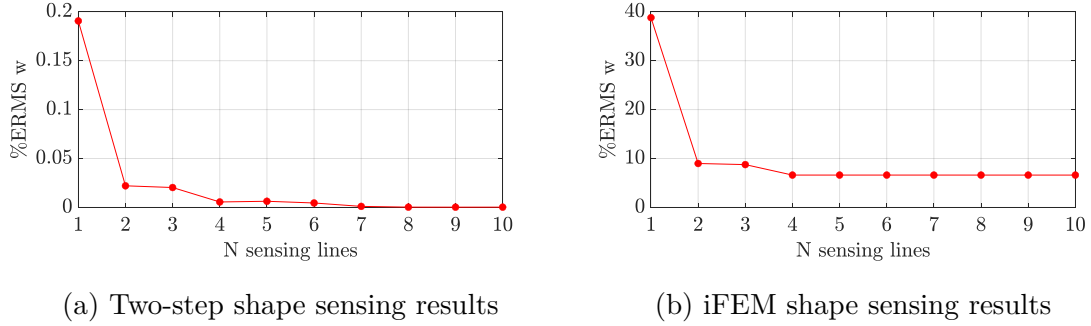 0.2
0.15
0.1
0.05
0
%ERMS w
1 2 3 4 5 6 7 8 9 10
N sensing lines
(a) Two-step shape sensing results
40
30
20
10
0
%ERMS w
1 2 3 4 5 6 7 8 9 10
N sensing lines
(b) iFEM shape sensing results